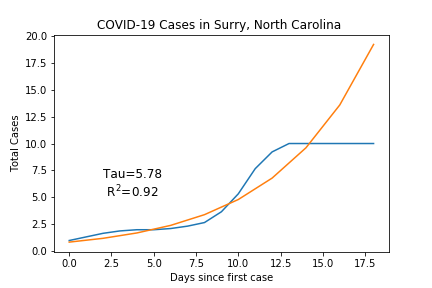 COVID-19 Cases in Surry, North Carolina
20.0
17.5
15.0
12.5
10.0
7.5
5.0
2.5
0.0
Total Cases
Tau=5.78
R²=0.92
0.0 2.5 5.0 7.5 10.0 12.5 15.0 17.5
Days since first case